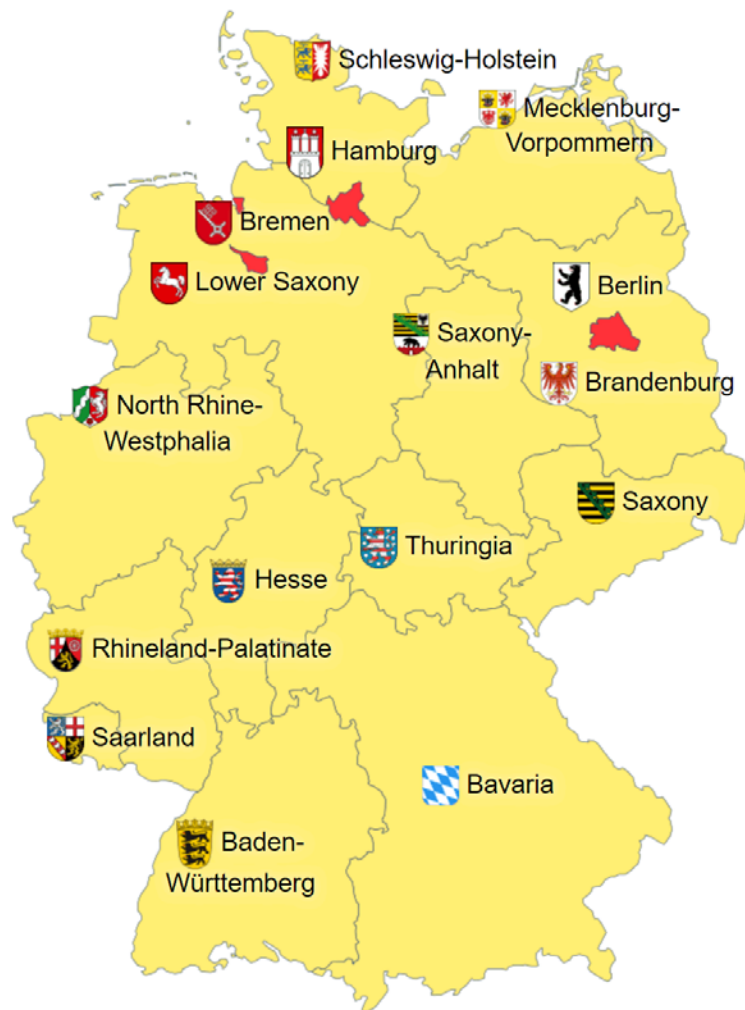 Schleswig-Holstein
Mecklenburg-
Vorpommern
Hamburg
Bremen
Lower Saxony
Berlin
Saxony-
Anhalt
Brandenburg
North Rhine-
Westphalia
Saxony
Thuringia
Hesse
Rhineland-Palatinate
Saarland
Bavaria
Baden-
Württemberg